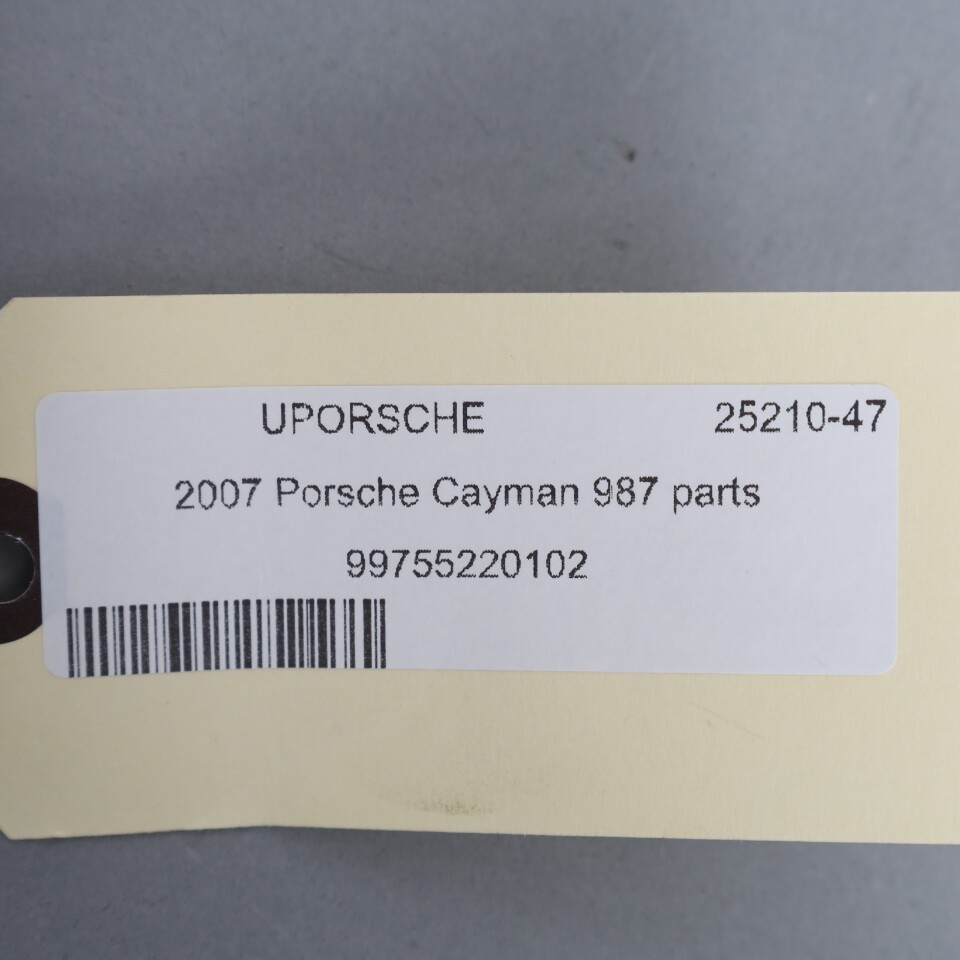 UPORSCHE 25210-47
2007 Porsche Cayman 987 parts
99755220102